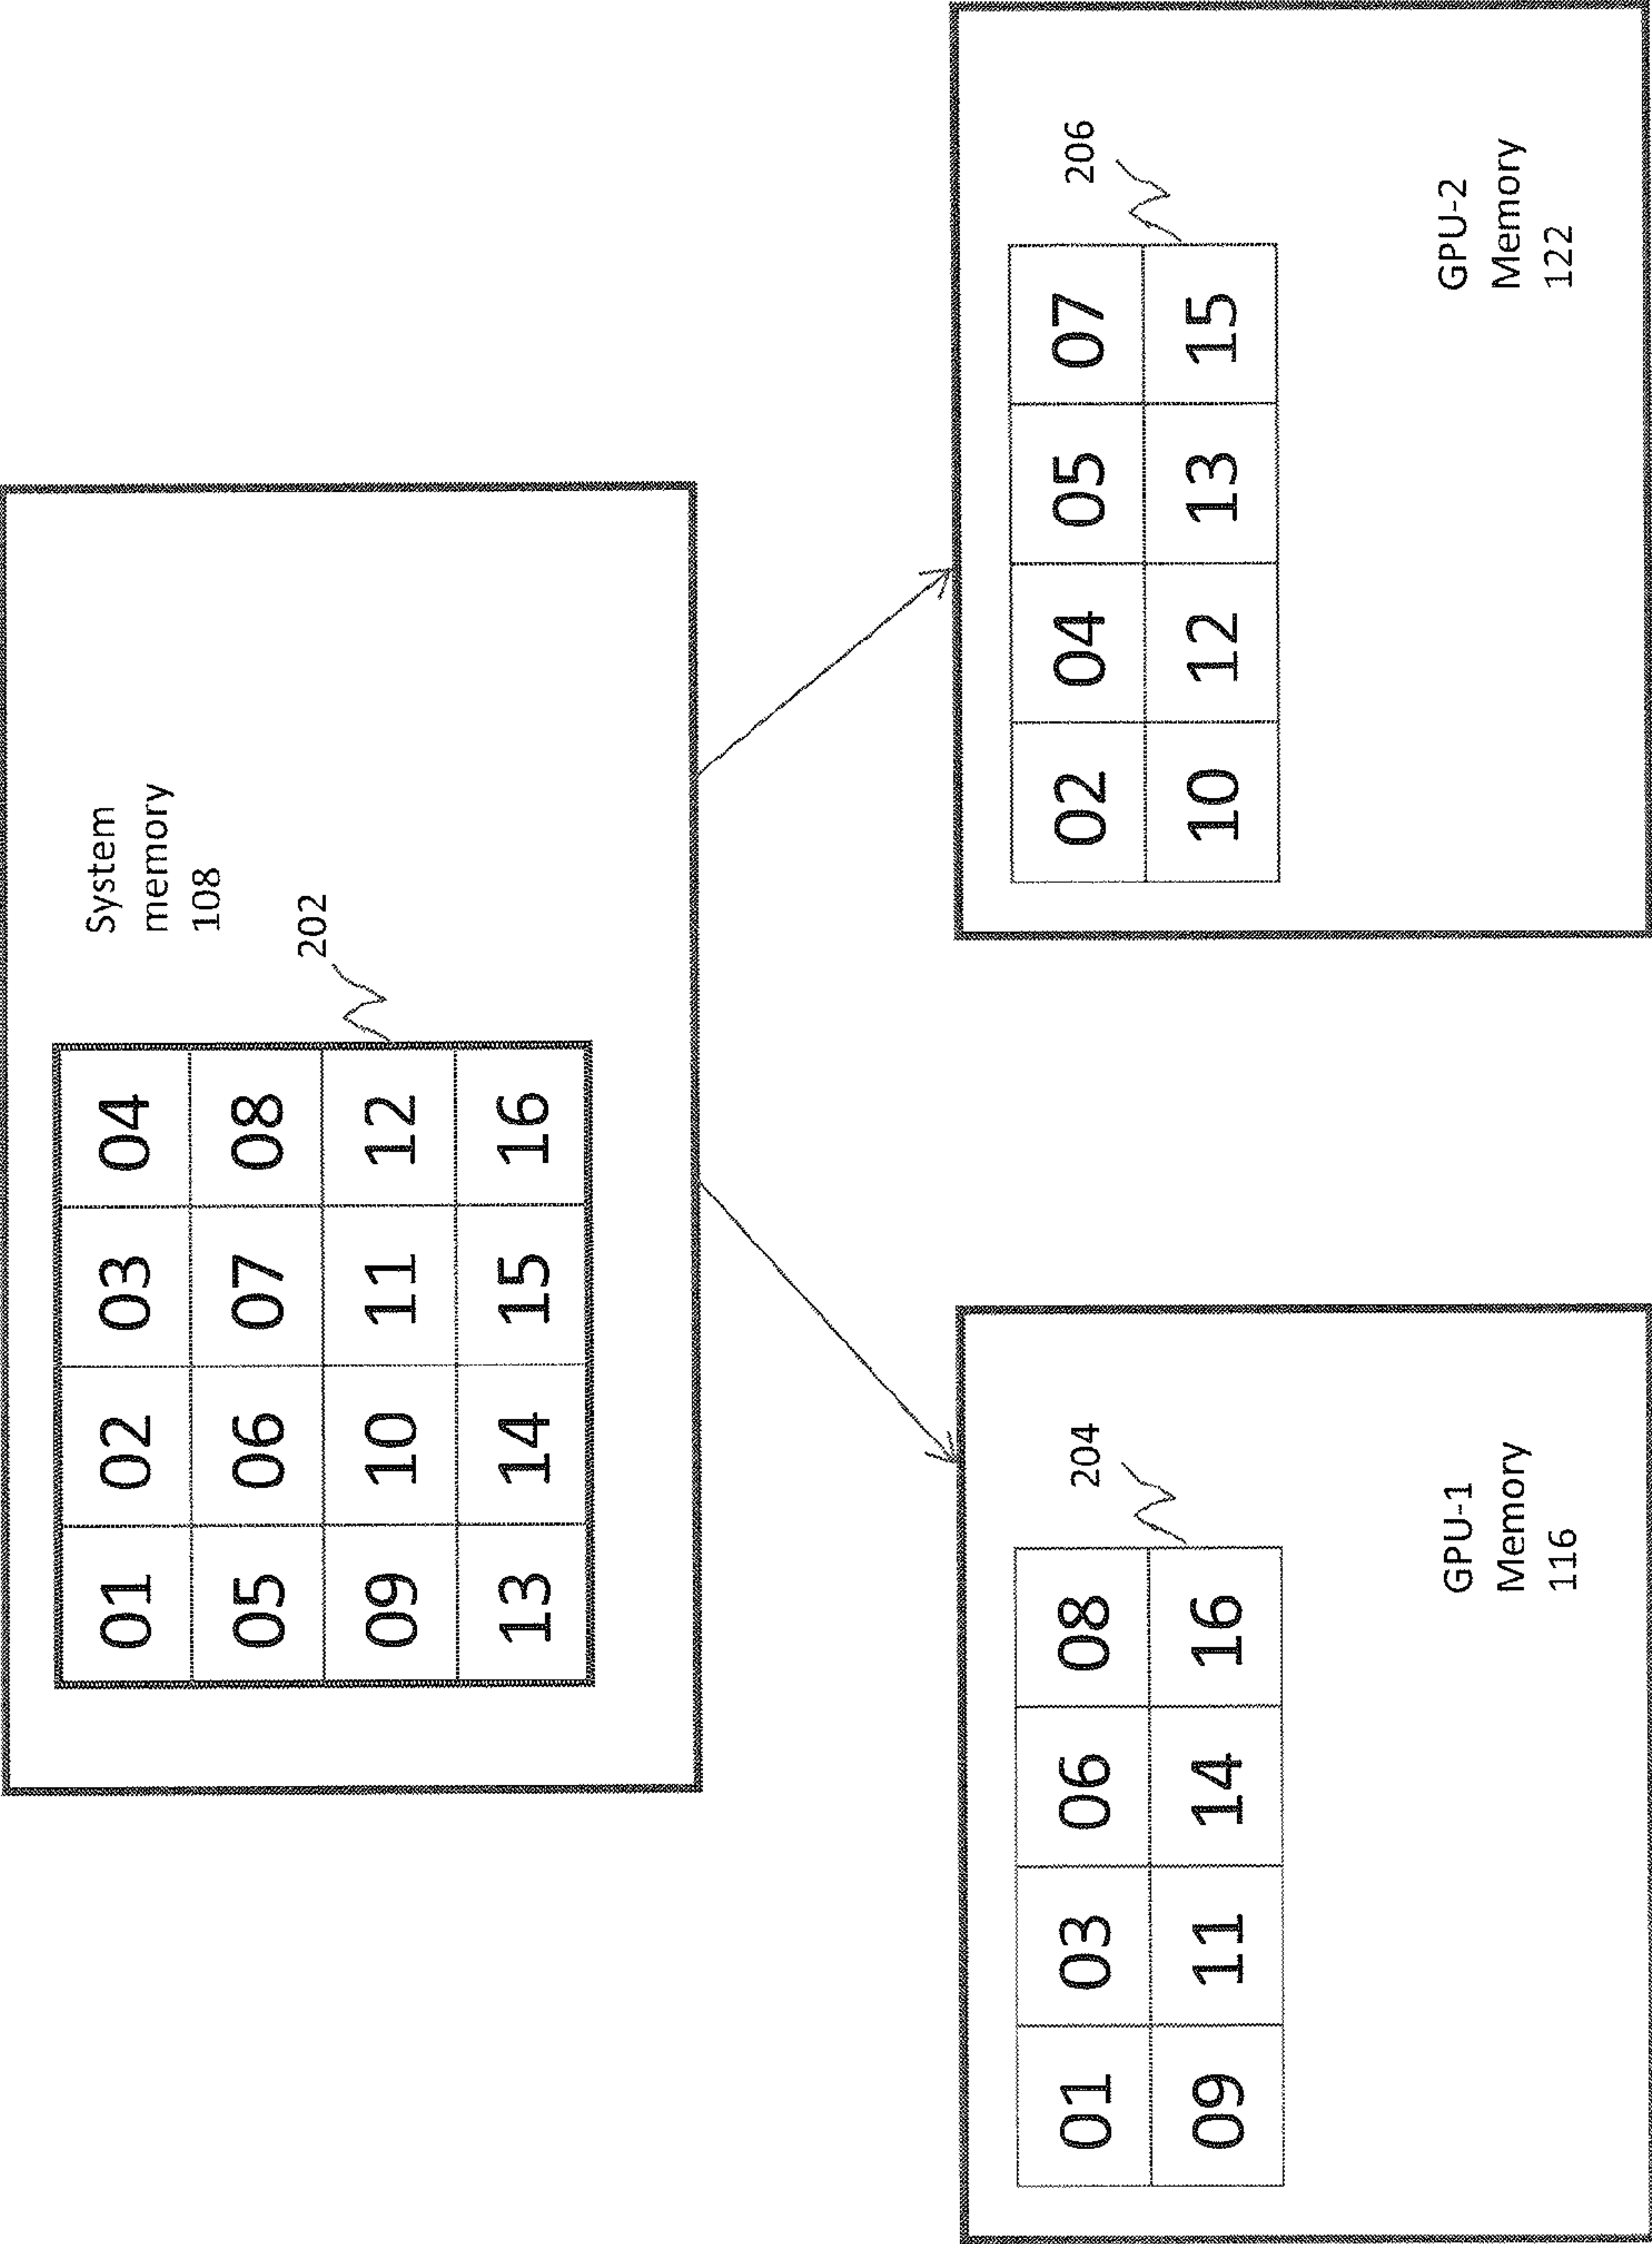 System
memory
108
202
01 02 03 04
05 06 07 08
09 10 11 12
13 14 15 16
204
01 03 06 08
09 11 14 16
GPU-1
Memory
116
206
02 04 05 07
10 12 13 15
GPU-2
Memory
122